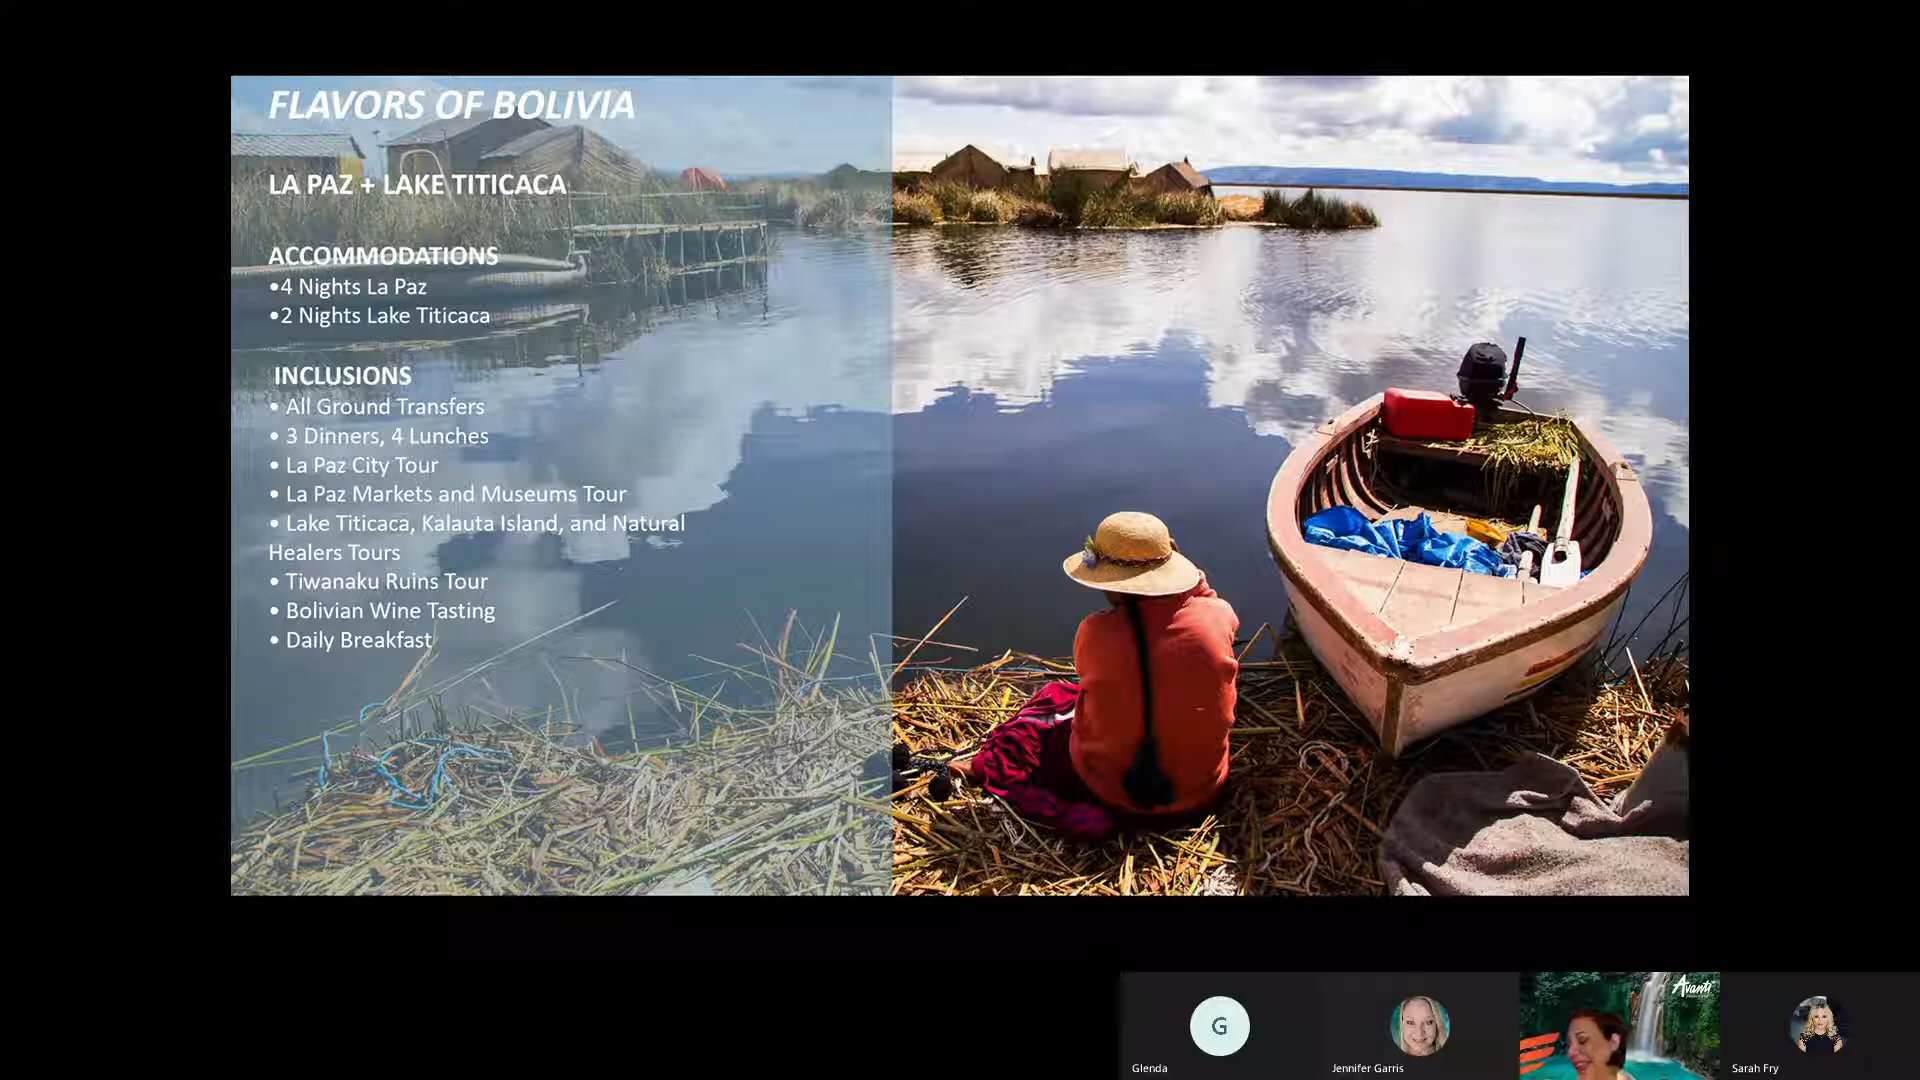 FLAVORS OF BOLIVIA
LA PAZ + LAKE TITICACA
ACCOMMODATIONS
•4 Nights La Paz
•2 Nights Lake Titicaca
INCLUSIONS
• All Ground Transfers
• 3 Dinners, 4 Lunches
• La Paz City Tour
• La Paz Markets and Museums Tour
• Lake Titicaca, Kalauta Island, and Natural
Healers Tours
• Tiwanaku Ruins Tour
• Bolivian Wine Tasting
• Daily Breakfast
G
Glenda
Jennifer Garris
Avanti
Sarah Fry